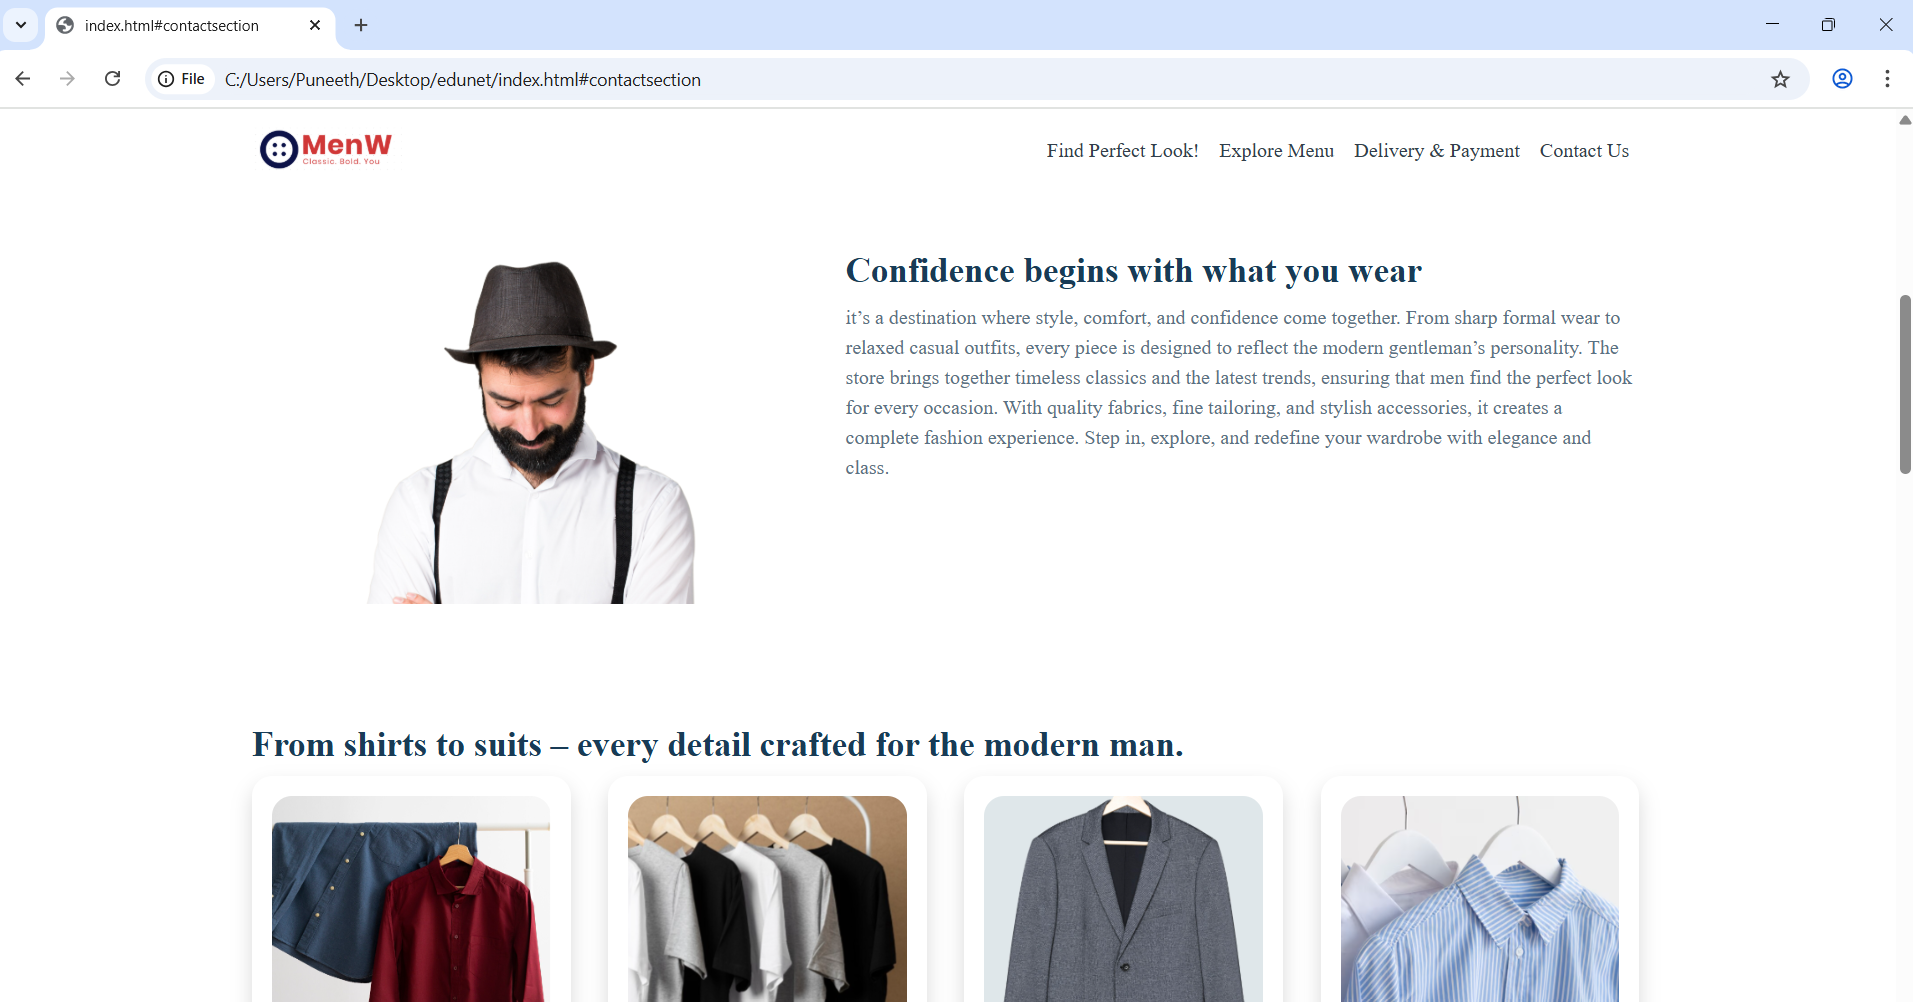 index.html#contactsection
File
C:/Users/Puneeth/Desktop/edunet/index.html#contactsection
MenW
Classic. Bold. You
Find Perfect Look! Explore Menu Delivery & Payment Contact Us
Confidence begins with what you wear
it’s a destination where style, comfort, and confidence come together. From sharp formal wear to
relaxed casual outfits, every piece is designed to reflect the modern gentleman’s personality. The
store brings together timeless classics and the latest trends, ensuring that men find the perfect look
for every occasion. With quality fabrics, fine tailoring, and stylish accessories, it creates a
complete fashion experience. Step in, explore, and redefine your wardrobe with elegance and
class.
From shirts to suits – every detail crafted for the modern man.